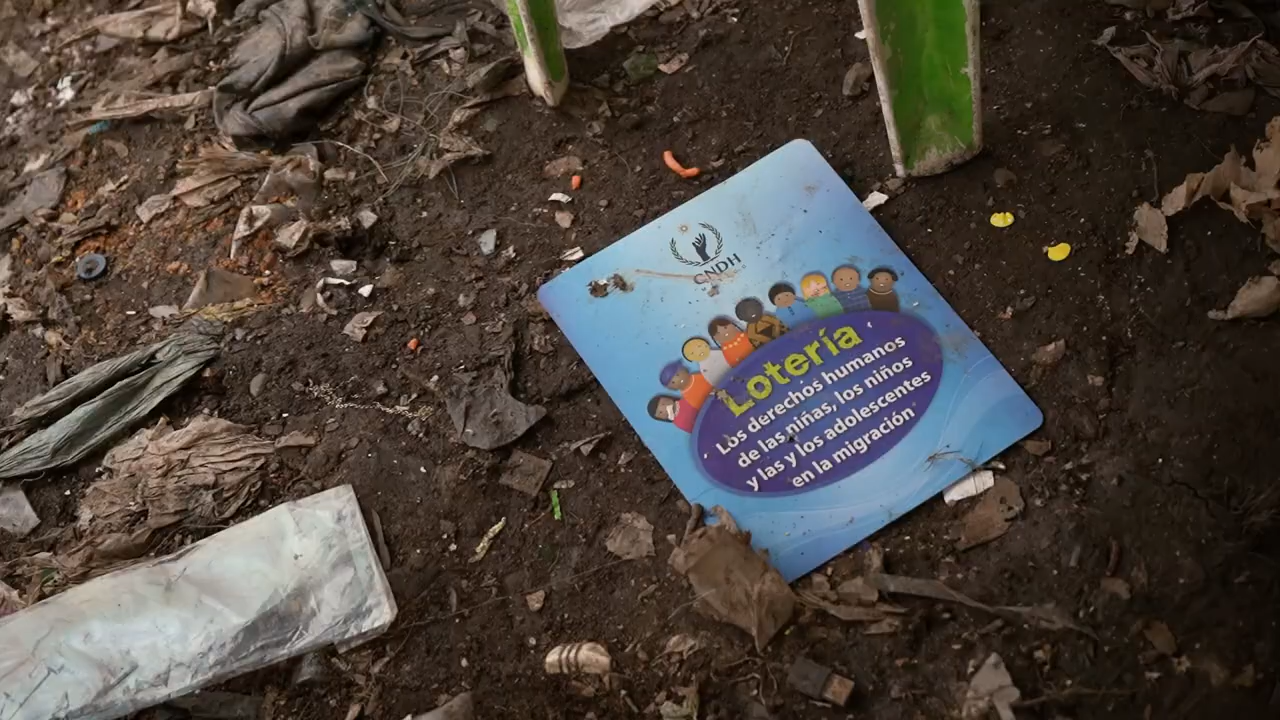 CNDH
Lotería
Los derechos humanos
de las niñas, los niños
y las y los adolescentes
en la migración